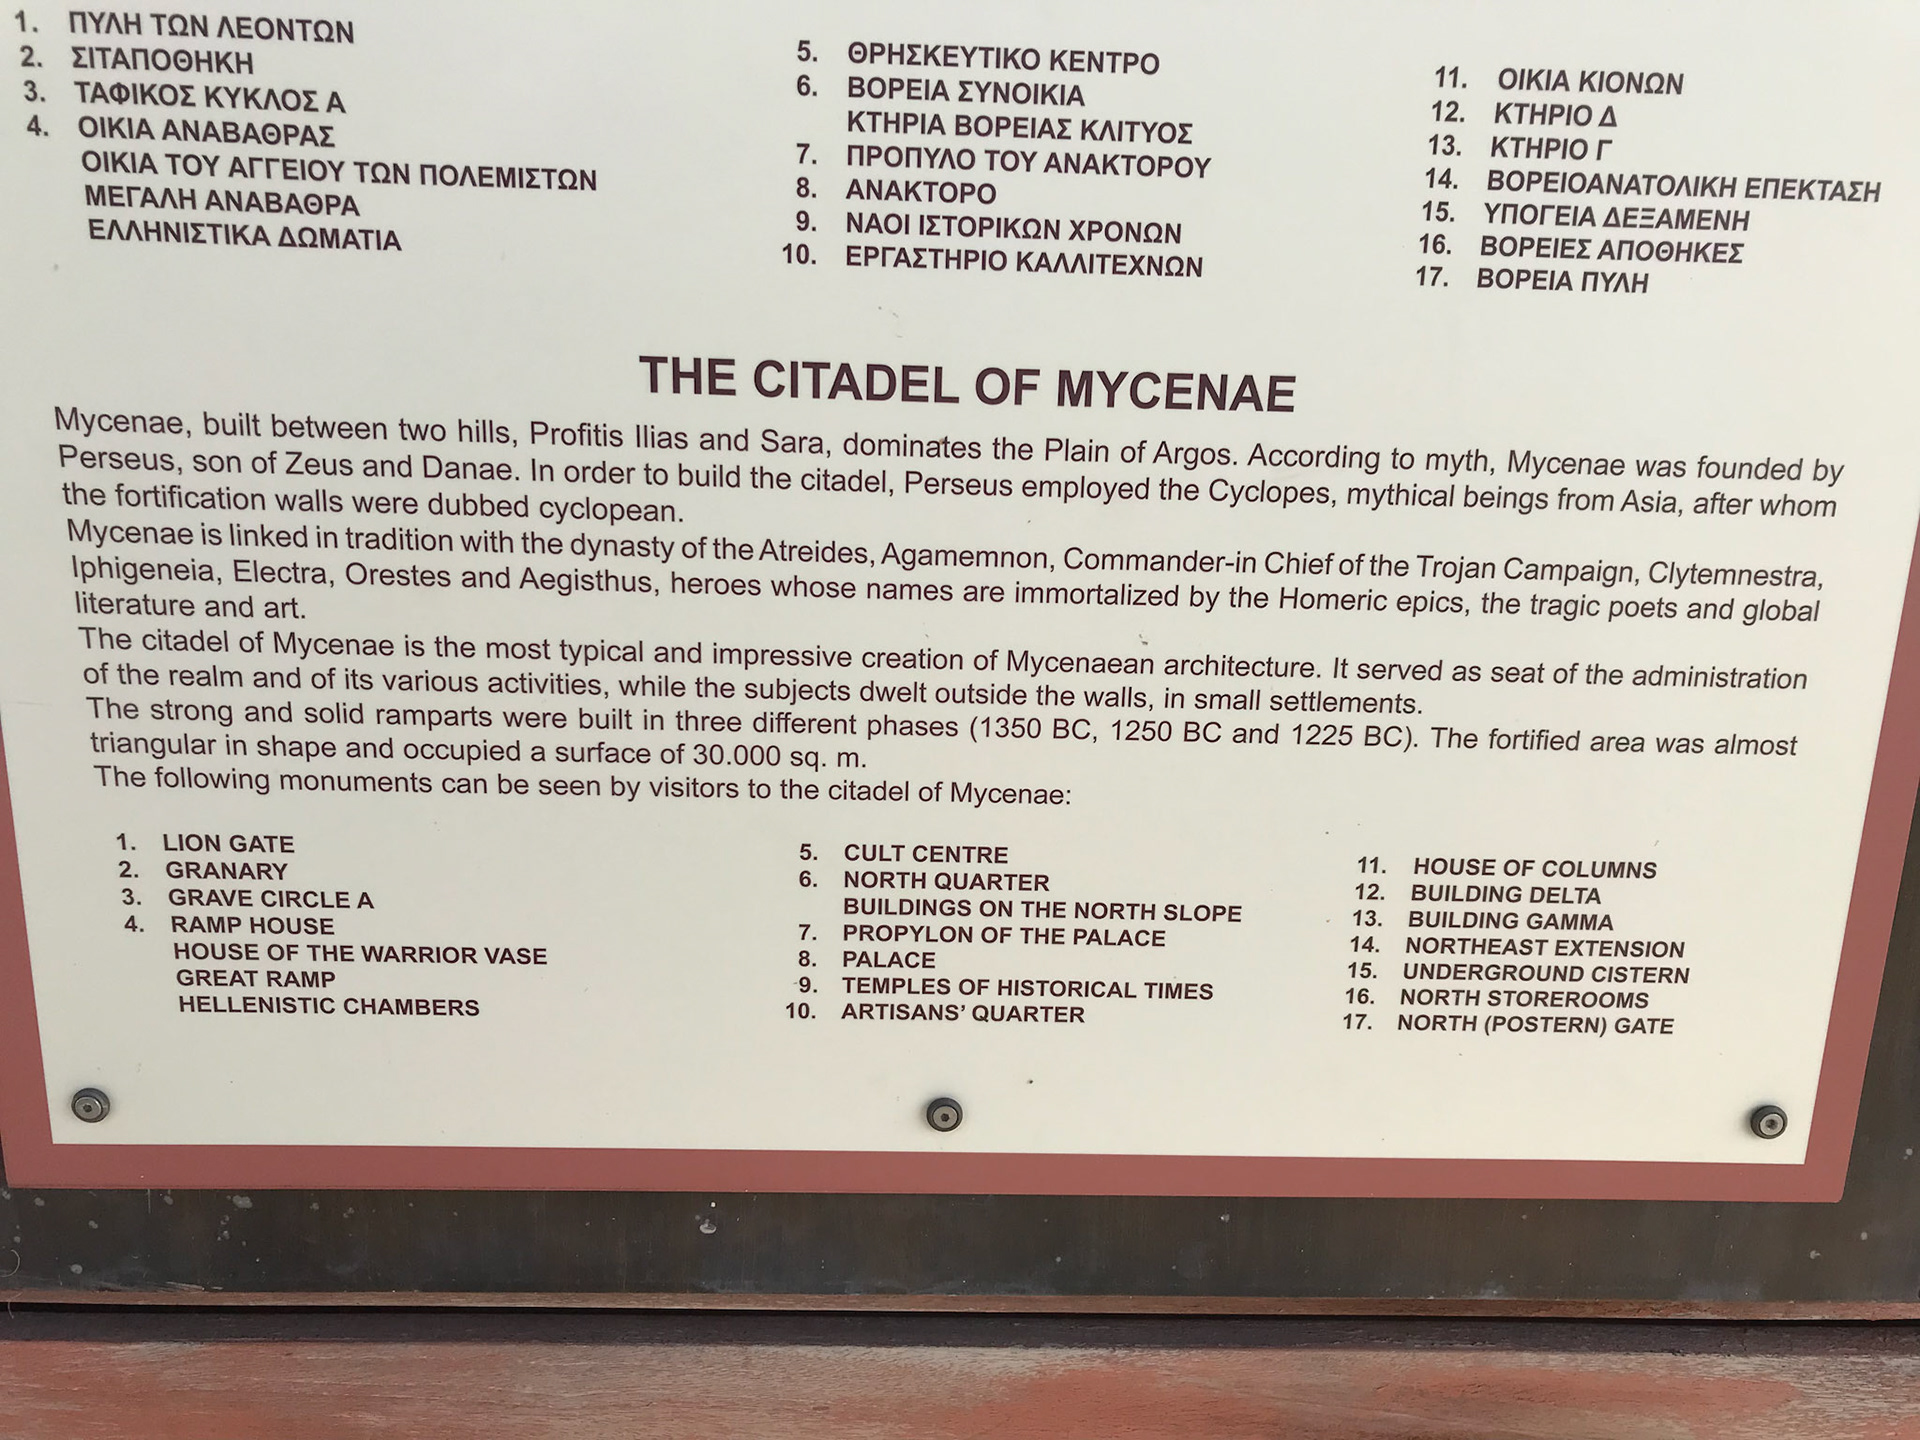 1. ΠΥΛΗ ΤΩΝ ΛΕΟΝΤΩΝ
2. ΣΙΤΑΠΟΘΗΚΗ
3. ΤΑΦΙΚΟΣ ΚΥΚΛΟΣ Α
4. ΟΙΚΙΑ ΑΝΑΒΑΘΡΑΣ
ΟΙΚΙΑ ΤΟΥ ΑΓΓΕΙΟΥ ΤΩΝ ΠΟΛΕΜΙΣΤΩΝ
ΜΕΓΑΛΗ ΑΝΑΒΑΘΡΑ
ΕΛΛΗΝΙΣΤΙΚΑ ΔΩΜΑΤΙΑ
5. ΘΡΗΣΚΕΥΤΙΚΟ ΚΕΝΤΡΟ
6. ΒΟΡΕΙΑ ΣΥΝΟΙΚΙΑ
ΚΤΗΡΙΑ ΒΟΡΕΙΑΣ ΚΛΙΤΥΟΣ
7. ΠΡΟΠΥΛΟ ΤΟΥ ΑΝΑΚΤΟΡΟΥ
8. ΑΝΑΚΤΟΡΟ
9. ΝΑΟΙ ΙΣΤΟΡΙΚΩΝ ΧΡΟΝΩΝ
10. ΕΡΓΑΣΤΗΡΙΟ ΚΑΛΛΙΤΕΧΝΩΝ
11. ΟΙΚΙΑ ΚΙΟΝΩΝ
12. ΚΤΗΡΙΟ Δ
13. ΚΤΗΡΙΟ Γ
14. ΒΟΡΕΙΟΑΝΑΤΟΛΙΚΗ ΕΠΕΚΤΑΣΗ
15. ΥΠΟΓΕΙΑ ΔΕΞΑΜΕΝΗ
16. ΒΟΡΕΙΕΣ ΑΠΟΘΗΚΕΣ
17. ΒΟΡΕΙΑ ΠΥΛΗ
THE CITADEL OF MYCENAE
Mycenae, built between two hills, Profitis Ilias and Sara, dominates the Plain of Argos. According to myth, Mycenae was founded by
Perseus, son of Zeus and Danae. In order to build the citadel, Perseus employed the Cyclopes, mythical beings from Asia, after whom
the fortification walls were dubbed cyclopean.
Mycenae is linked in tradition with the dynasty of the Atreides, Agamemnon, Commander-in Chief of the Trojan Campaign, Clytemnestra,
Iphigeneia, Electra, Orestes and Aegisthus, heroes whose names are immortalized by the Homeric epics, the tragic poets and global
literature and art.
The citadel of Mycenae is the most typical and impressive creation of Mycenaean architecture. It served as seat of the administration
of the realm and of its various activities, while the subjects dwelt outside the walls, in small settlements.
The strong and solid ramparts were built in three different phases (1350 BC, 1250 BC and 1225 BC). The fortified area was almost
triangular in shape and occupied a surface of 30.000 sq. m.
The following monuments can be seen by visitors to the citadel of Mycenae:
1. LION GATE
2. GRANARY
3. GRAVE CIRCLE A
4. RAMP HOUSE
HOUSE OF THE WARRIOR VASE
GREAT RAMP
HELLENISTIC CHAMBERS
5. CULT CENTRE
6. NORTH QUARTER
BUILDINGS ON THE NORTH SLOPE
7. PROPYLON OF THE PALACE
8. PALACE
9. TEMPLES OF HISTORICAL TIMES
10. ARTISANS' QUARTER
11. HOUSE OF COLUMNS
12. BUILDING DELTA
13. BUILDING GAMMA
14. NORTHEAST EXTENSION
15. UNDERGROUND CISTERN
16. NORTH STOREROOMS
17. NORTH (POSTERN) GATE